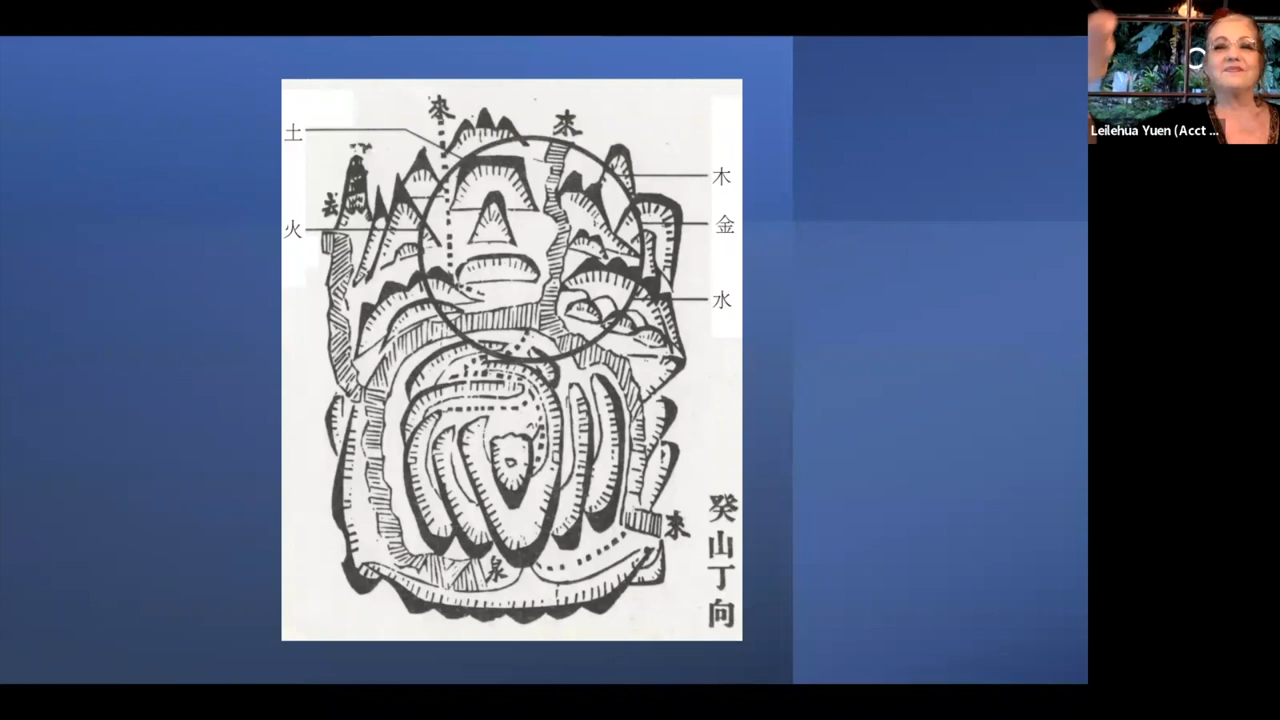 來
來
土
木
去
金
火
水
來
泉
癸山丁向
Leilehua Yuen (Acct ...